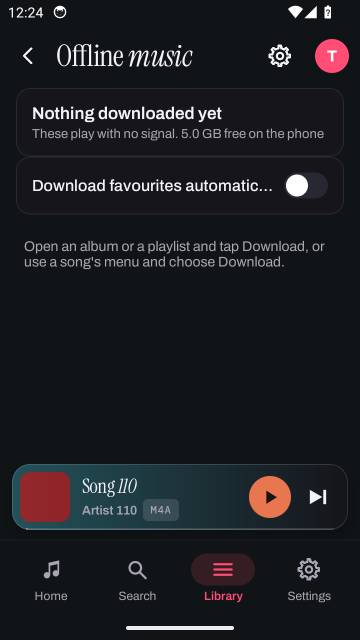 12:24
Offline music
T
Nothing downloaded yet
These play with no signal. 5.0 GB free on the phone
Download favourites automatic...
Open an album or a playlist and tap Download, or
use a song's menu and choose Download.
Song 110
Artist 110 M4A
Home Search Library Settings